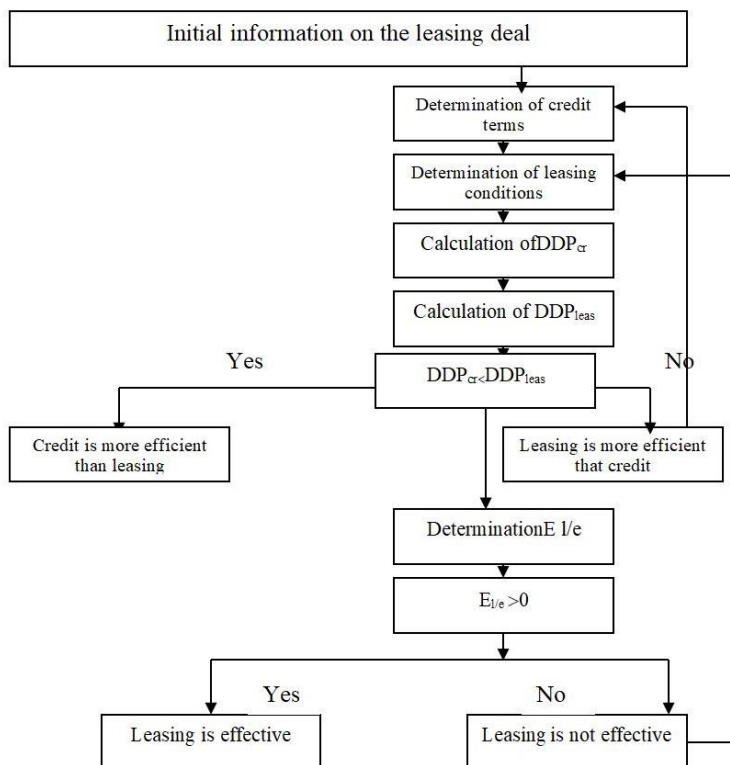 Initial information on the leasing deal
Determination of credit
terms
Determination of leasing
conditions
Calculation ofDDPcr
Calculation of DDPleas
Yes
No
DDPcr<DDPleas
Credit is more efficient
than leasing
Leasing is more efficient
that credit
DeterminationE l/e
El/e >0
Yes
No
Leasing is effective
Leasing is not effective